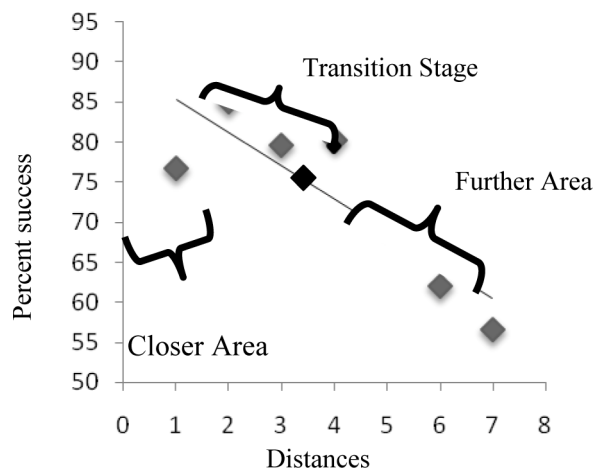 95
90
85
80
75
70
65
60
55
50
Percent success
Transition Stage
Further Area
Closer Area
0 1 2 3 4 5 6 7 8
Distances